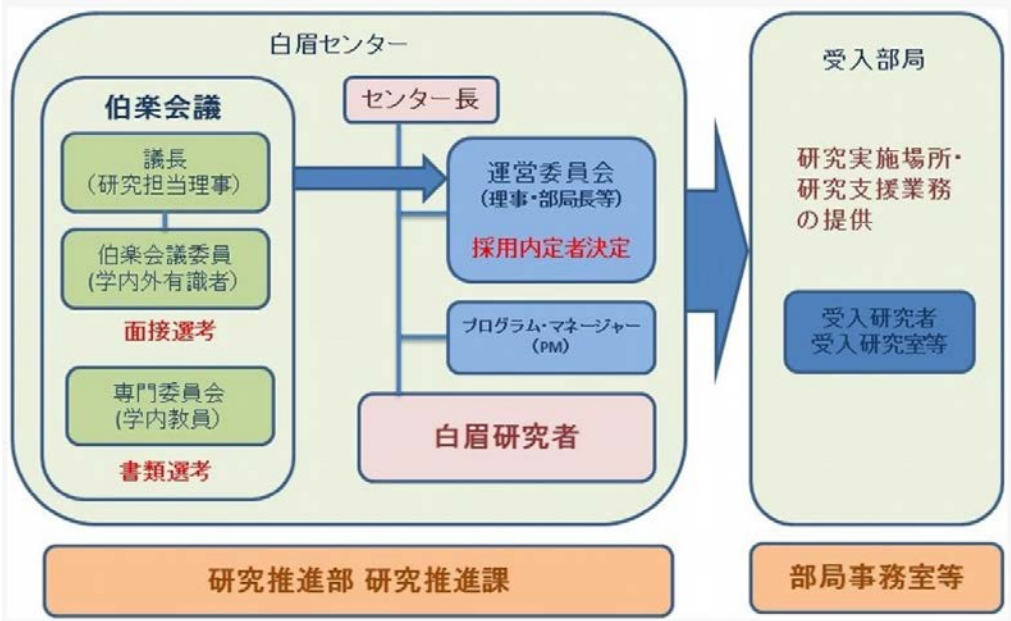 白眉センター
伯楽会議
議長
（研究担当理事）
伯楽会議委員
(学内外有識者）
面接選考
専門委員会
(学内教員）
書類選考
センター長
運営委員会
(理事・部局長等)
採用内定者決定
プログラム・マネージャー
（PM）
白眉研究者
受入部局
研究実施場所・
研究支援業務
の提供
受入研究者
受入研究室等
研究推進部 研究推進課
部局事務室等